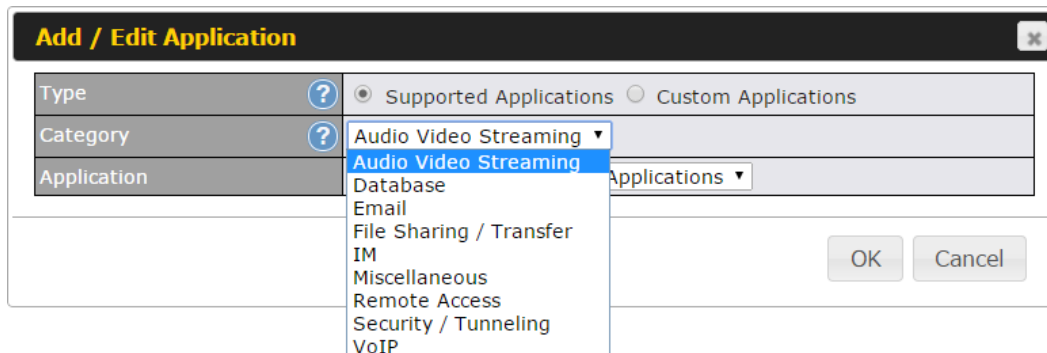 Add / Edit Application
Type ? Supported Applications Custom Applications
Category ? Audio Video Streaming
Audio Video Streaming
Application Applications
Database
Email
File Sharing / Transfer
IM
Miscellaneous
Remote Access
Security / Tunneling
VoIP
OK Cancel